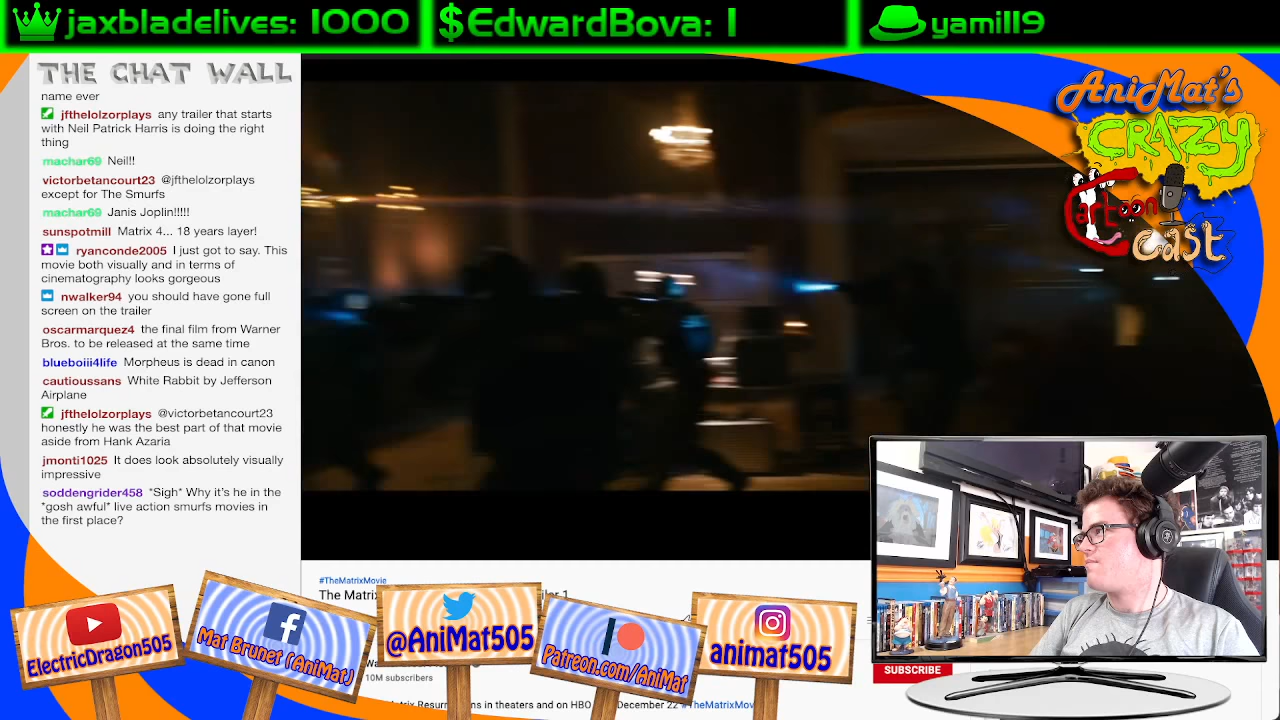 jaxbladelives: 1000
$EdwardBova: 1
yamil19
THE CHAT WALL
name ever
jfthelolzorplays any trailer that starts
with Neil Patrick Harris is doing the right
thing
machar69 Neil!!
victorbetancourt23 @jfthelolzorplays
except for The Smurfs
machar69 Janis Joplin!!!!!
sunspotmill Matrix 4... 18 years layer!
ryanconde2005 I just got to say. This
movie both visually and in terms of
cinematography looks gorgeous
nwalker94 you should have gone full
screen on the trailer
oscarmarquez4 the final film from Warner
Bros. to be released at the same time
blueboiii4life Morpheus is dead in canon
cautioussans White Rabbit by Jefferson
Airplane
jfthelolzorplays @victorbetancourt23
honestly he was the best part of that movie
aside from Hank Azaria
jmonti1025 It does look absolutely visually
impressive
soddengrider458 *Sigh* Why it's he in the
*gosh awful* live action smurfs movies in
the first place?
AniMat's
CRAZY
Cartoon
Cast
#TheMatrixMovie
The Matrix
1
10M subscribers
in theaters and on HBO
December 22 #TheMatrixMov
SUBSCRIBE
ElectricDragon505
Mat Brunet (AniMat)
@AniMat505
Patreon.com/AniMat
animat505